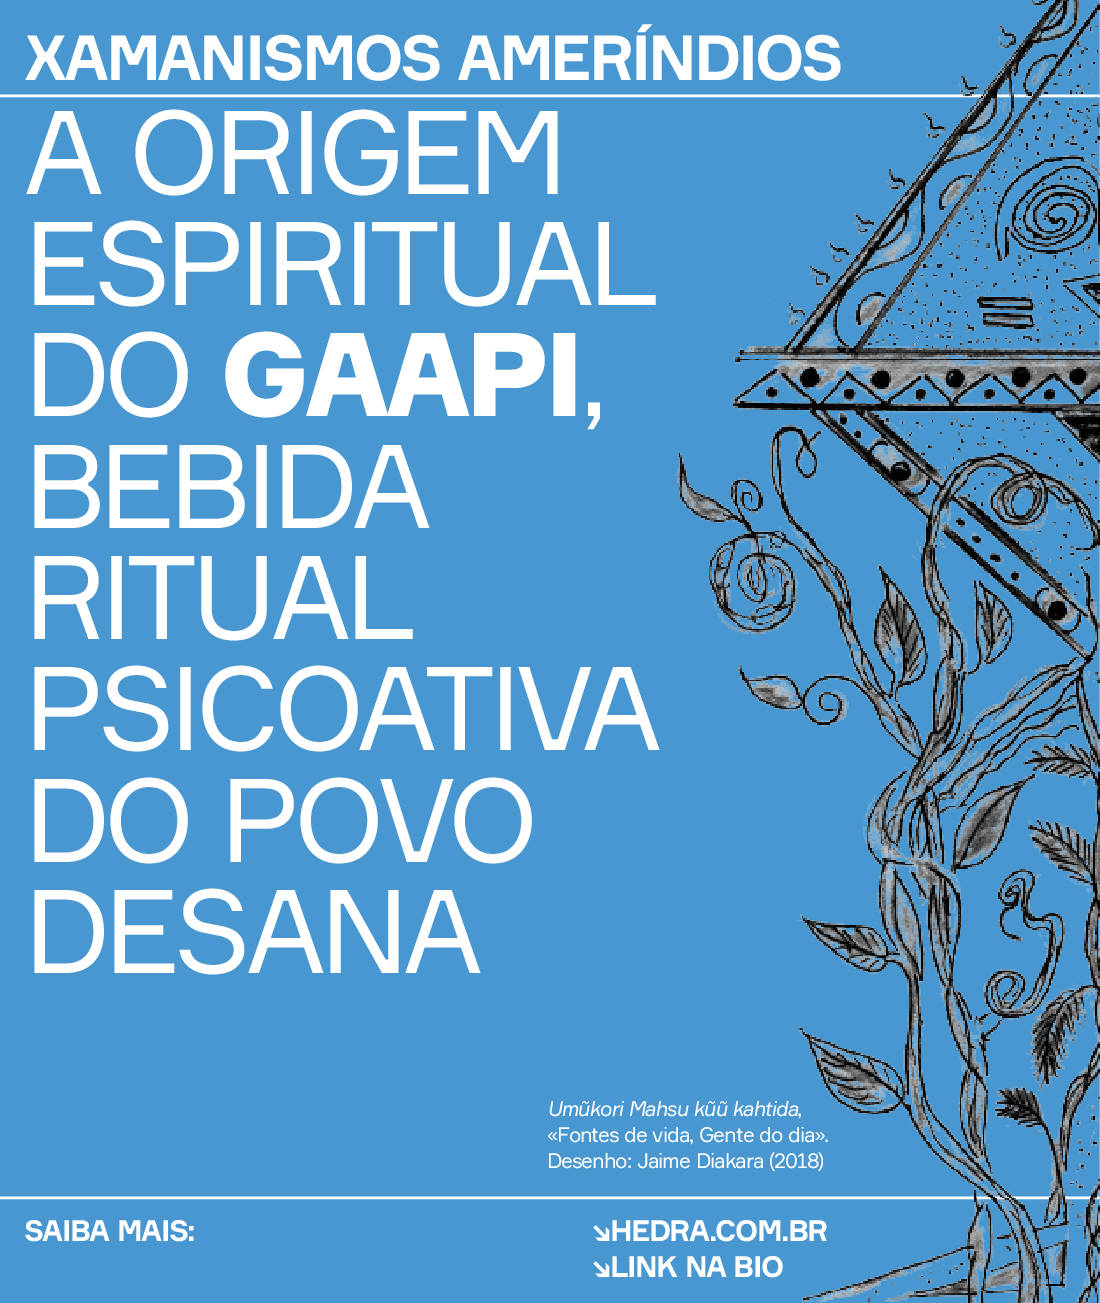 XAMANISMOS AMERÍNDIOS
A ORIGEM
ESPIRITUAL
DO GAAPI,
BEBIDA
RITUAL
PSICOATIVA
DO POVO
DESANA
Umũkori Mahsu kũũ kahtida,
«Fontes de vida, Gente do dia».
Desenho: Jaime Diakara (2018)
SAIBA MAIS:
↘HEDRA.COM.BR
↘LINK NA BIO